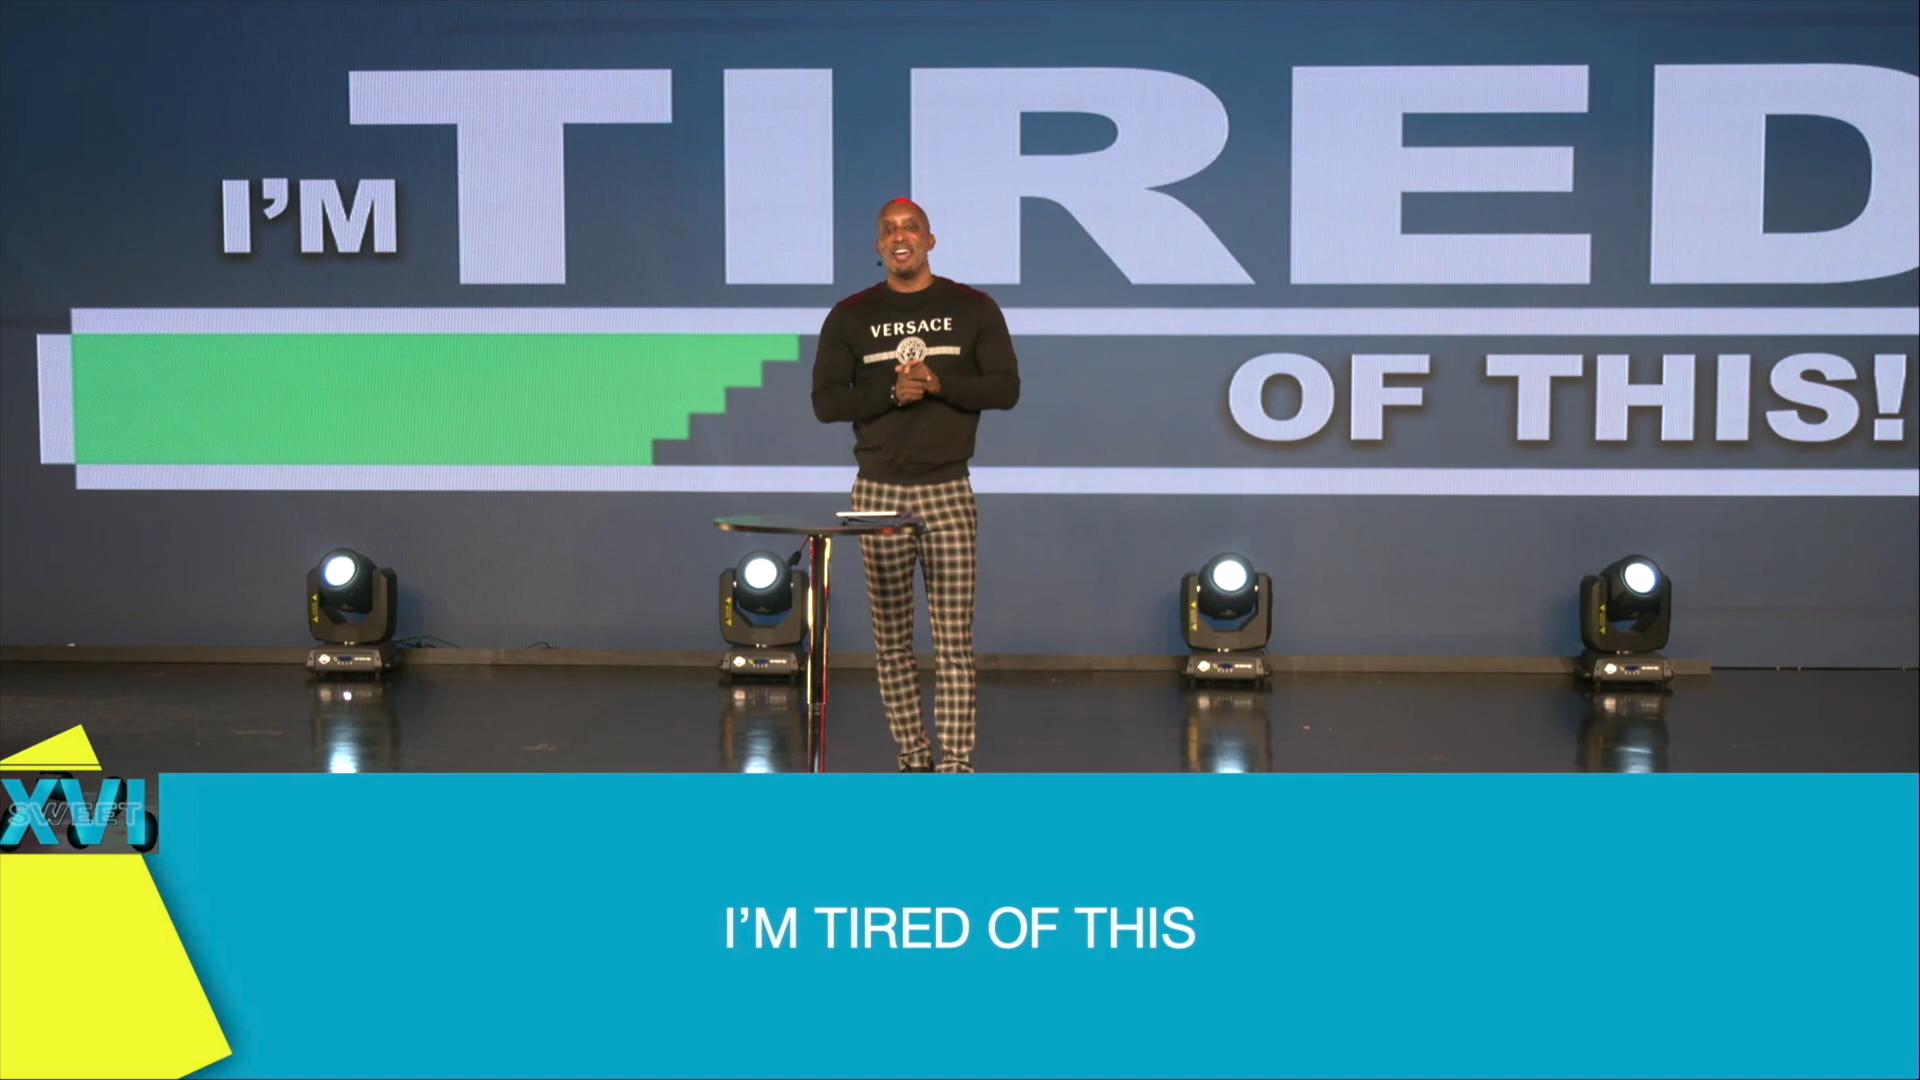 I'M TIRED
OF THIS!
VERSACE
XVI
SWEET
I'M TIRED OF THIS